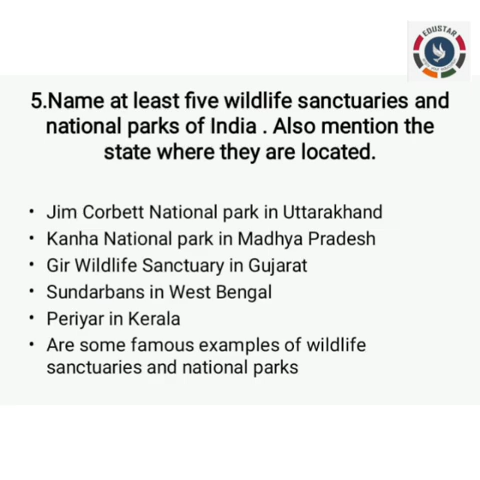 EDUSTAR
5.Name at least five wildlife sanctuaries and
national parks of India . Also mention the
state where they are located.
• Jim Corbett National park in Uttarakhand
• Kanha National park in Madhya Pradesh
• Gir Wildlife Sanctuary in Gujarat
• Sundarbans in West Bengal
• Periyar in Kerala
• Are some famous examples of wildlife
sanctuaries and national parks